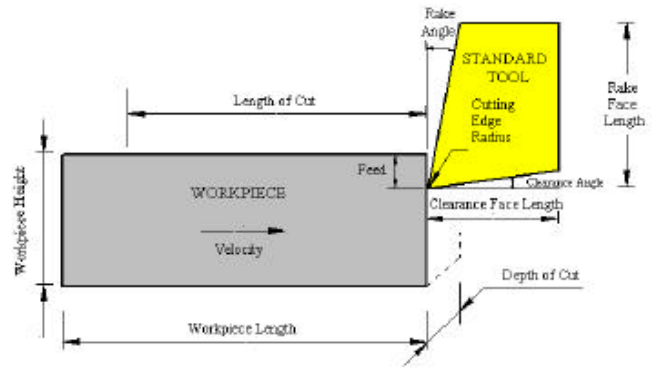 Rake
Angle
STANDARD
TOOL
Length of Cut
Cutting
Edge
Radius
Rake
Face
Length
Feed
WORKPIECE
Clearance Angle
Clearance Face Length
Workpiece Height
Velocity
Depth of Cut
Workpiece Length